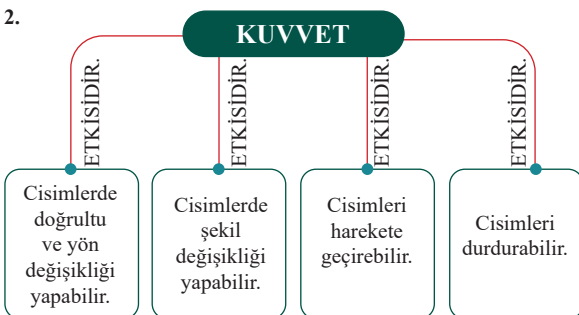 2.
KUVVET
ETKİSİDİR.
ETKİSİDİR.
ETKİSİDİR.
ETKİSİDİR.
Cisimlerde
doğrultu
ve yön
değişikliği
yapabilir.
Cisimlerde
şekil
değişikliği
yapabilir.
Cisimleri
harekete
geçirebilir.
Cisimleri
durdurabilir.